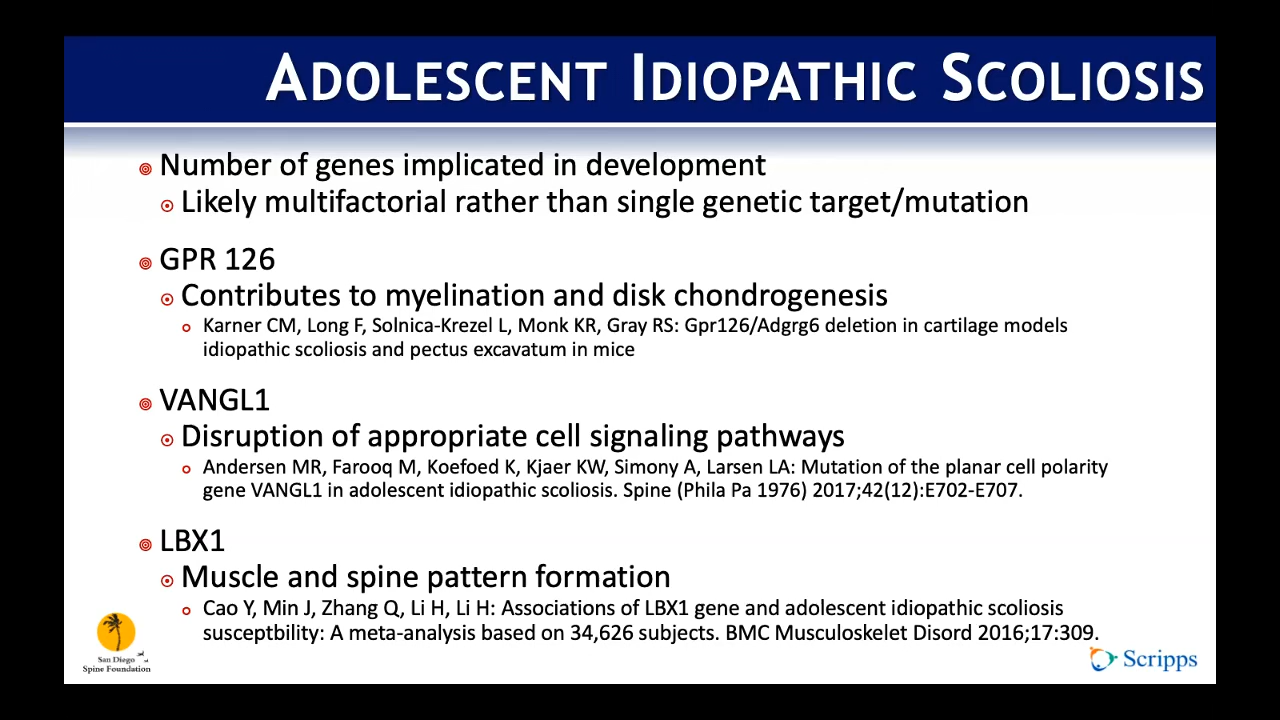 ADOLESCENT IDIOPATHIC SCOLIOSIS
Number of genes implicated in development
Likely multifactorial rather than single genetic target/mutation
GPR 126
Contributes to myelination and disk chondrogenesis
Karner CM, Long F, Solnica-Krezel L, Monk KR, Gray RS: Gpr126/Adgrg6 deletion in cartilage models
idiopathic scoliosis and pectus excavatum in mice
VANGL1
Disruption of appropriate cell signaling pathways
Andersen MR, Farooq M, Koefoed K, Kjaer KW, Simony A, Larsen LA: Mutation of the planar cell polarity
gene VANGL1 in adolescent idiopathic scoliosis. Spine (Phila Pa 1976) 2017;42(12):E702-E707.
LBX1
Muscle and spine pattern formation
Cao Y, Min J, Zhang Q, Li H, Li H: Associations of LBX1 gene and adolescent idiopathic scoliosis
susceptbility: A meta-analysis based on 34,626 subjects. BMC Musculoskelet Disord 2016;17:309.
San Diego
Spine Foundation
Scripps